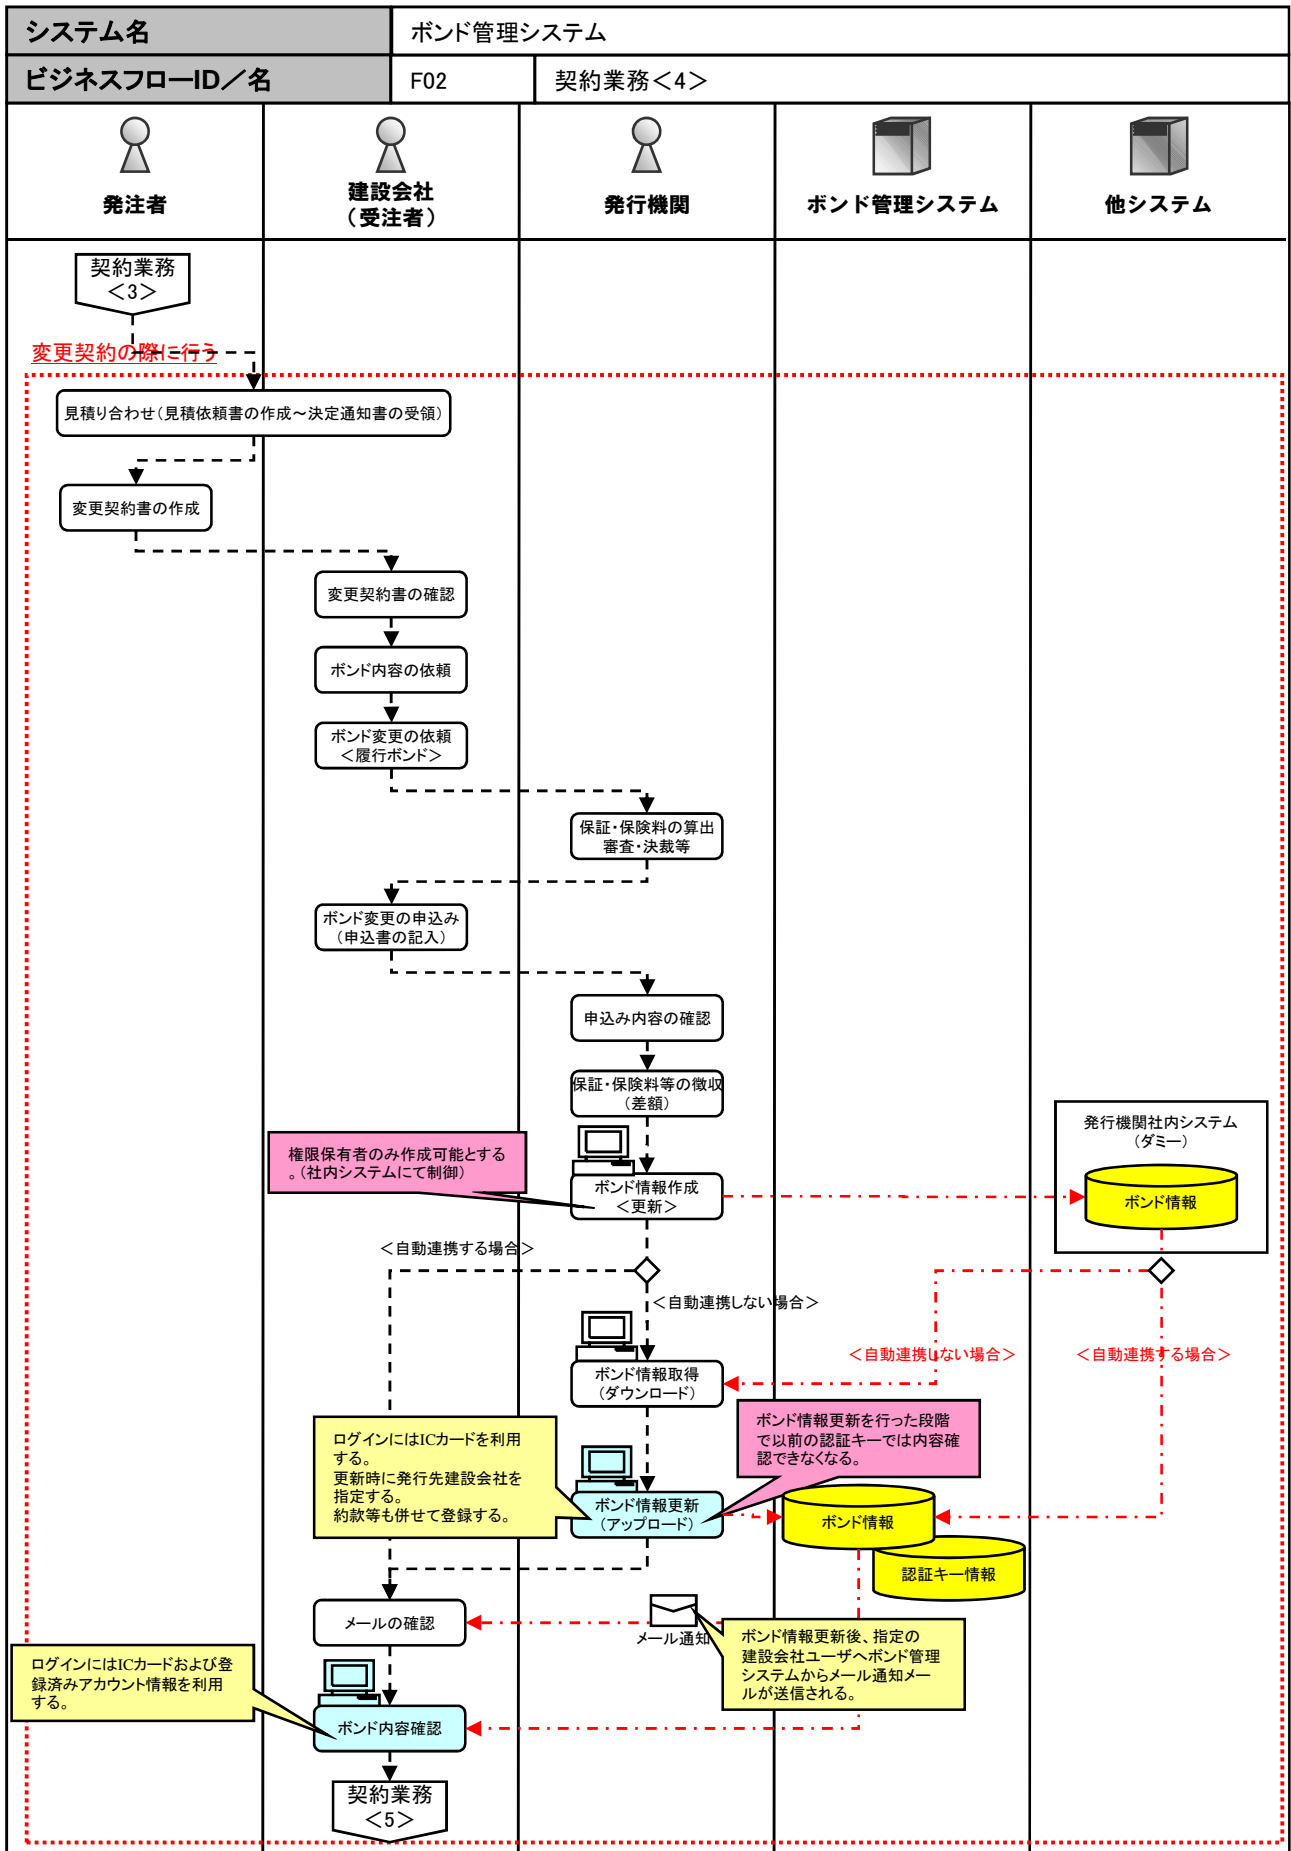 システム名
ボンド管理システム
ビジネスフローID／名
F02
契約業務＜4＞
発注者
建設会社
（受注者）
発行機関
ボンド管理システム
他システム
契約業務
＜3＞
変更契約の際に行う
見積り合わせ（見積依頼書の作成～決定通知書の受領）
変更契約書の作成
変更契約書の確認
ボンド内容の依頼
ボンド変更の依頼
＜履行ボンド＞
保証・保険料の算出
審査・決裁等
ボンド変更の申込み
（申込書の記入）
申込み内容の確認
保証・保険料等の徴収
（差額）
権限保有者のみ作成可能とする
。（社内システムにて制御）
ボンド情報作成
＜更新＞
発行機関社内システム
（ダミー）
ボンド情報
＜自動連携する場合＞
＜自動連携しない場合＞
＜自動連携しない場合＞
＜自動連携する場合＞
ボンド情報取得
（ダウンロード）
ログインにはICカードを利用
する。
更新時に発行先建設会社を
指定する。
約款等も併せて登録する。
ボンド情報更新を行った段階
で以前の認証キーでは内容確
認できなくなる。
ボンド情報更新
（アップロード）
ボンド情報
認証キー情報
メールの確認
メール通知
ボンド情報更新後、指定の
建設会社ユーザへボンド管理
システムからメール通知メー
ルが送信される。
ログインにはICカードおよび登
録済みアカウント情報を利用
する。
ボンド内容確認
契約業務
＜5＞